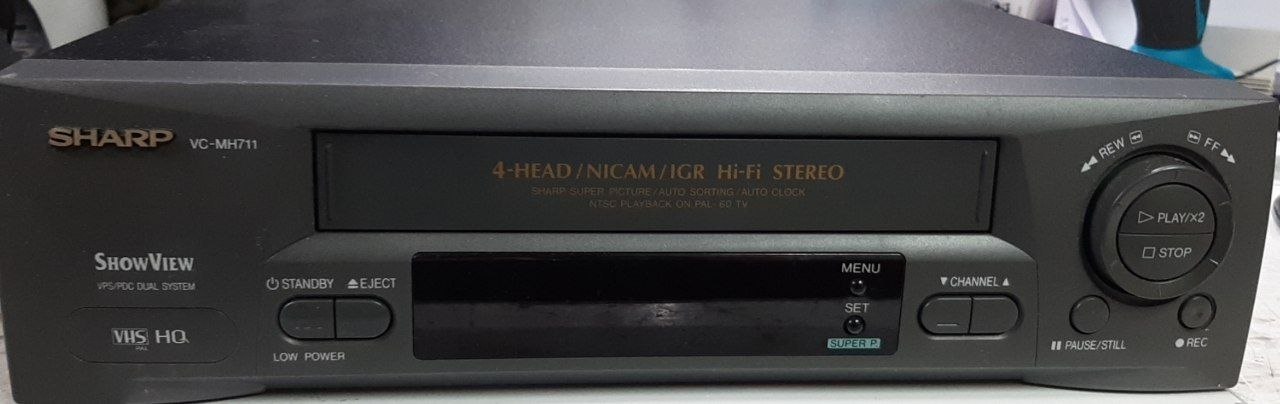 SHARP VC-MH711
4-HEAD/NICAM/IGR Hi-Fi STEREO
SHARP SUPER PICTURE/AUTO SORTING/AUTO CLOCK
NTSC PLAYBACK ON PAL- 60 TV
REW FF
PLAY/X2
STOP
SHOWVIEW
VPS/PDC DUAL SYSTEM
STANDBY EJECT
LOW POWER
VHS HQ
PAL
MENU
SET
SUPER P.
CHANNEL
PAUSE/STILL
REC